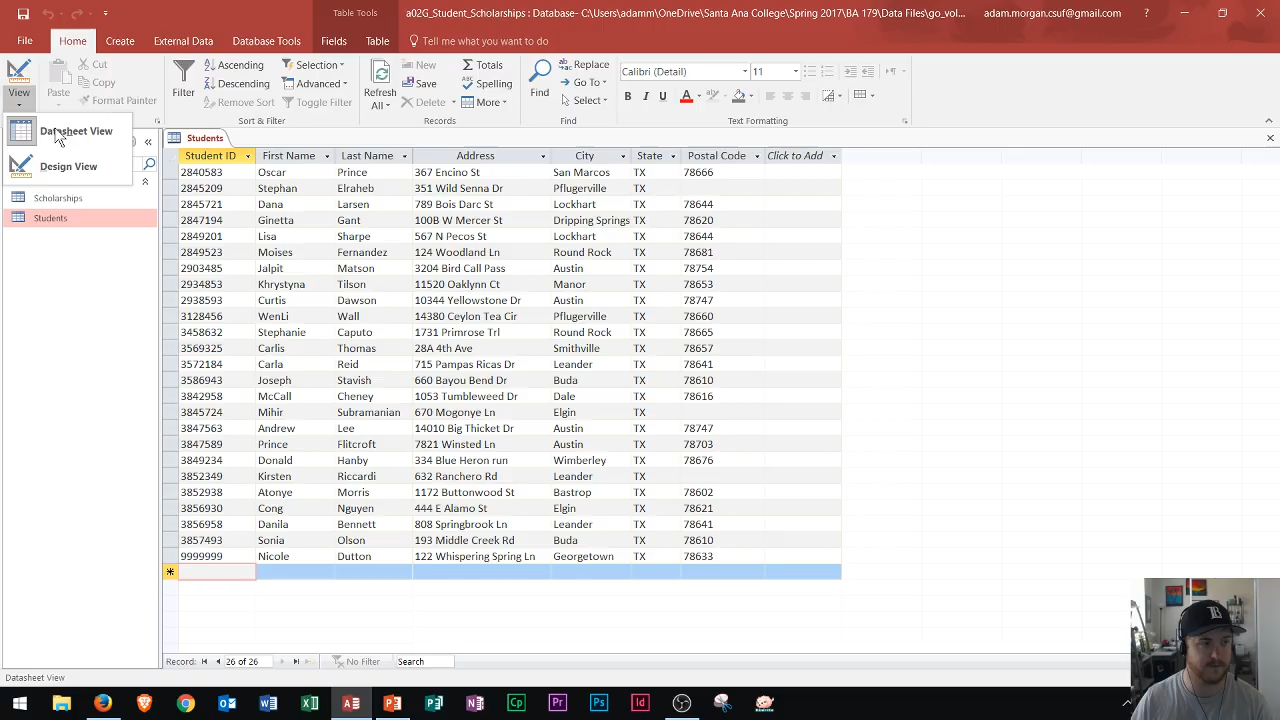 Table Tools
a02G_Student_Scholarships : Database- C:\Users\adamm\OneDrive\Santa Ana College\Spring 2017\BA 179\Data Files\go_vol...
adam.morgan.csuf@gmail.com
?
File Home Create External Data Database Tools Fields Table Tell me what you want to do
View
Paste
Cut
Copy
Format Painter
Filter
Ascending
Descending
Remove Sort
Selection
Advanced
Toggle Filter
Sort & Filter
Refresh
All
New
Save
Delete
Totals
Spelling
More
Records
Find
Replace
Go To
Select
Find
Calibri (Detail) 11
B I U A
Text Formatting
Datasheet View
Design View
Scholarships
Students
Students
Student ID First Name Last Name Address City State Postal Code Click to Add
2840583 Oscar Prince 367 Encino St San Marcos TX 78666
2845209 Stephan Elraheb 351 Wild Senna Dr Pflugerville TX
2845721 Dana Larsen 789 Bois Darc St Lockhart TX 78644
2847194 Ginetta Gant 100B W Mercer St Dripping Springs TX 78620
2849201 Lisa Sharpe 567 N Pecos St Lockhart TX 78644
2849523 Moises Fernandez 124 Woodland Ln Round Rock TX 78681
2903485 Jalpit Matson 3204 Bird Call Pass Austin TX 78754
2934853 Khrystyna Tilson 11520 Oaklynn Ct Manor TX 78653
2938593 Curtis Dawson 10344 Yellowstone Dr Austin TX 78747
3128456 WenLi Wall 14380 Ceylon Tea Cir Pflugerville TX 78660
3458632 Stephanie Caputo 1731 Primrose Trl Round Rock TX 78665
3569325 Carlis Thomas 28A 4th Ave Smithville TX 78657
3572184 Carla Reid 715 Pampas Ricas Dr Leander TX 78641
3586943 Joseph Stavish 660 Bayou Bend Dr Buda TX 78610
3842958 McCall Cheney 1053 Tumbleweed Dr Dale TX 78616
3845724 Mihir Subramanian 670 Mogonye Ln Elgin TX
3847563 Andrew Lee 14010 Big Thicket Dr Austin TX 78747
3847589 Prince Flitcroft 7821 Winsted Ln Austin TX 78703
3849234 Donald Hanby 334 Blue Heron run Wimberley TX 78676
3852349 Kirsten Riccardi 632 Ranchero Rd Leander TX
3852938 Atonye Morris 1172 Buttonwood St Bastrop TX 78602
3856930 Cong Nguyen 444 E Alamo St Elgin TX 78621
3856958 Danila Bennett 808 Springbrook Ln Leander TX 78641
3857493 Sonia Olson 193 Middle Creek Rd Buda TX 78610
9999999 Nicole Dutton 122 Whispering Spring Ln Georgetown TX 78633
Record: 26 of 26 No Filter Search
Datasheet View